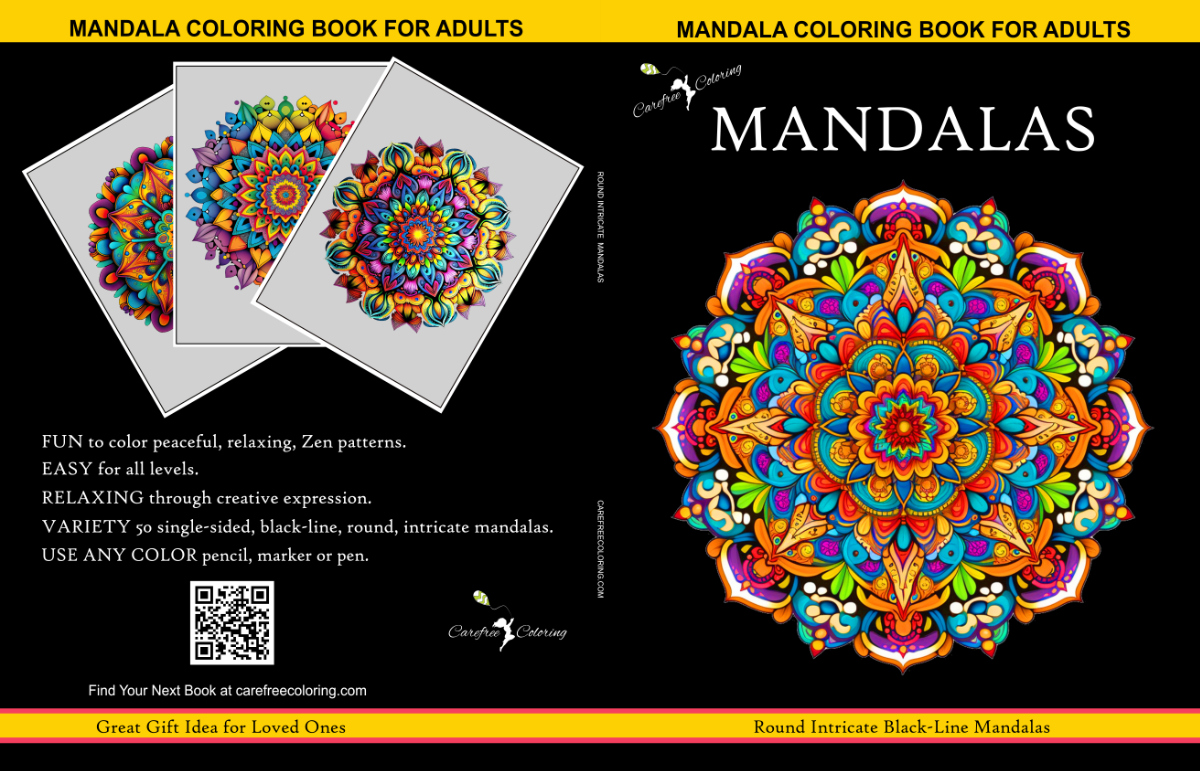 MANDALA COLORING BOOK FOR ADULTS
FUN to color peaceful, relaxing, Zen patterns.
EASY for all levels.
RELAXING through creative expression.
VARIETY 50 single-sided, black-line, round, intricate mandalas.
USE ANY COLOR pencil, marker or pen.
Carefree Coloring
Find Your Next Book at carefreecoloring.com
Great Gift Idea for Loved Ones
ROUND INTRICATE MANDALAS
CAREFREECOLORING.COM
MANDALA COLORING BOOK FOR ADULTS
Carefree Coloring
MANDALAS
Round Intricate Black-Line Mandalas